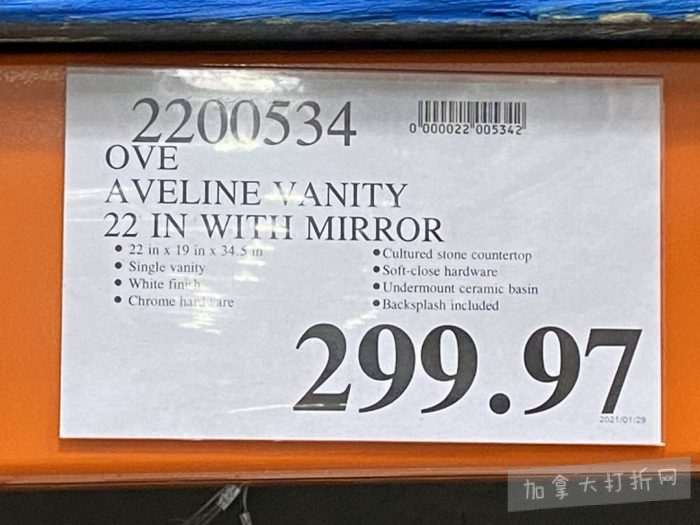 2200534
0 000022 005342
OVE
AVELINE VANITY
22 IN WITH MIRROR
• 22 in x 19 in x 34.5 in
• Single vanity
• White finish
• Chrome hardware
• Cultured stone countertop
• Soft-close hardware
• Undermount ceramic basin
• Backsplash included
299.97
2021/01/29
加拿大打折网